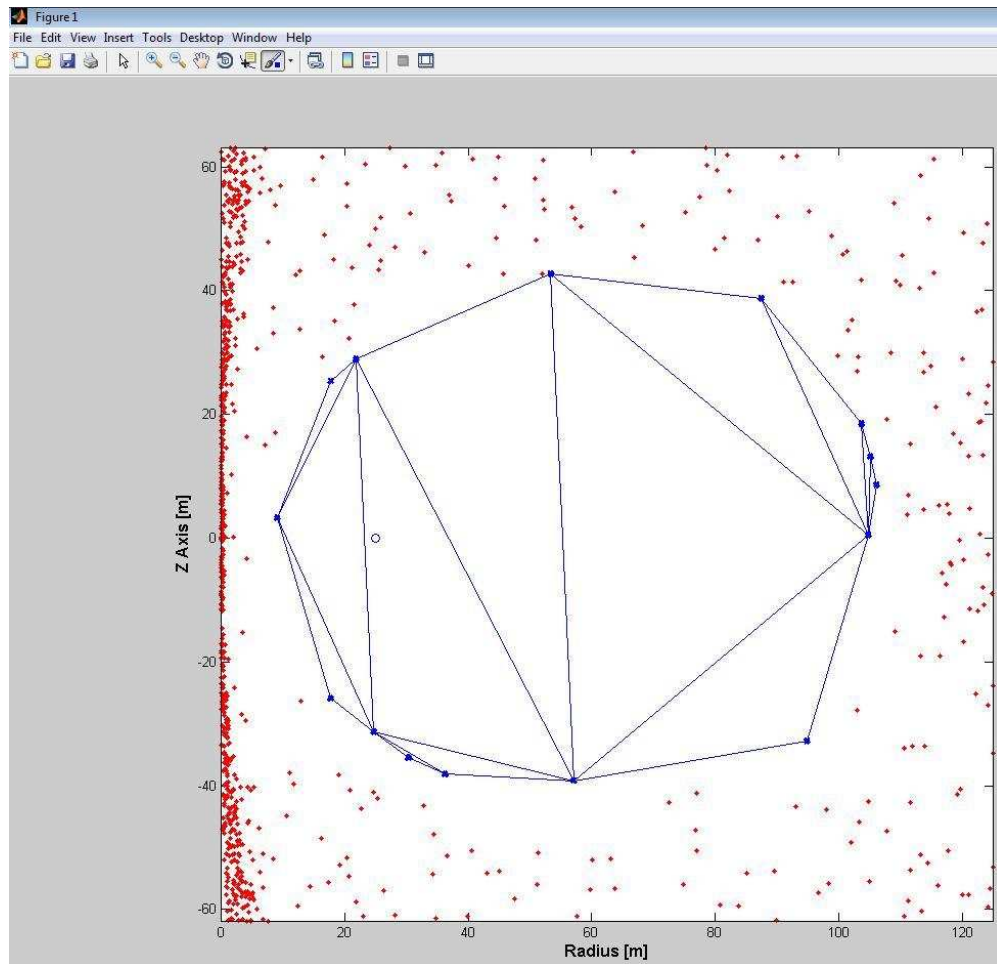 Figure 1
File Edit View Insert Tools Desktop Window Help
60
40
20
0
-20
-40
-60
Z Axis [m]
0 20 40 60 80 100 120
Radius [m]